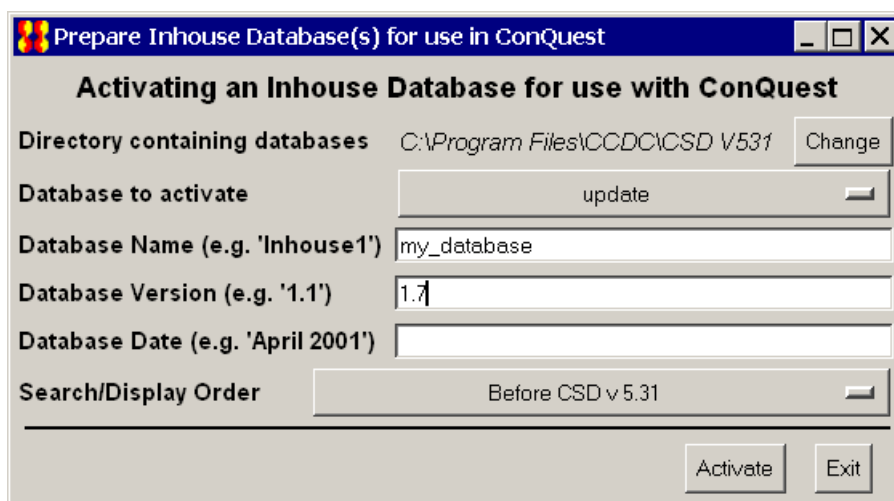 Prepare Inhouse Database(s) for use in ConQuest
Activating an Inhouse Database for use with ConQuest
Directory containing databases C:\Program Files\CCDC\CSD V531 Change
Database to activate update
Database Name (e.g. 'Inhouse1') my_database
Database Version (e.g. '1.1') 1.7
Database Date (e.g. 'April 2001')
Search/Display Order Before CSD v 5.31
Activate Exit